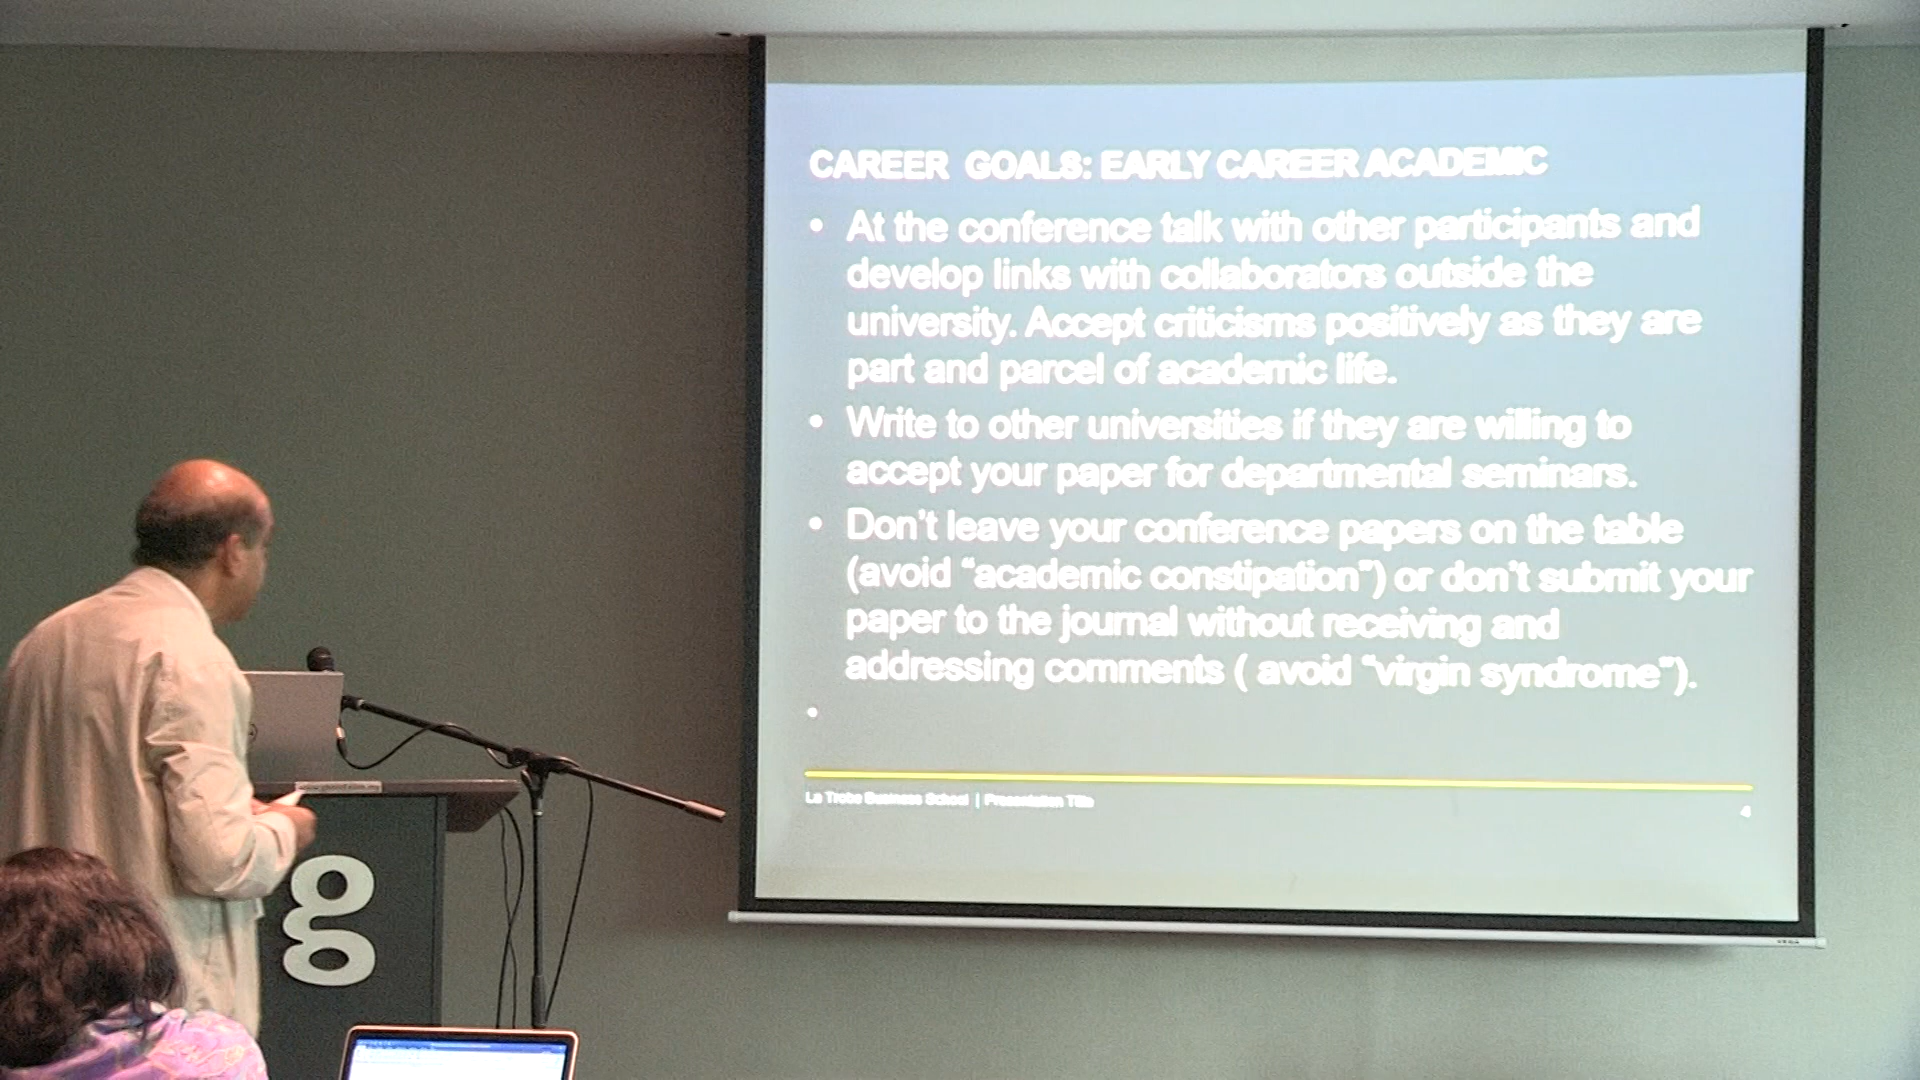 CAREER GOALS: EARLY CAREER ACADEMIC
• At the conference talk with other participants and
develop links with collaborators outside the
university. Accept criticisms positively as they are
part and parcel of academic life.
• Write to other universities if they are willing to
accept your paper for departmental seminars.
• Don't leave your conference papers on the table
(avoid “academic constipation”) or don't submit your
paper to the journal without receiving and
addressing comments ( avoid “virgin syndrome”).
•
La Trobe Business School | Presentation Title
4
g